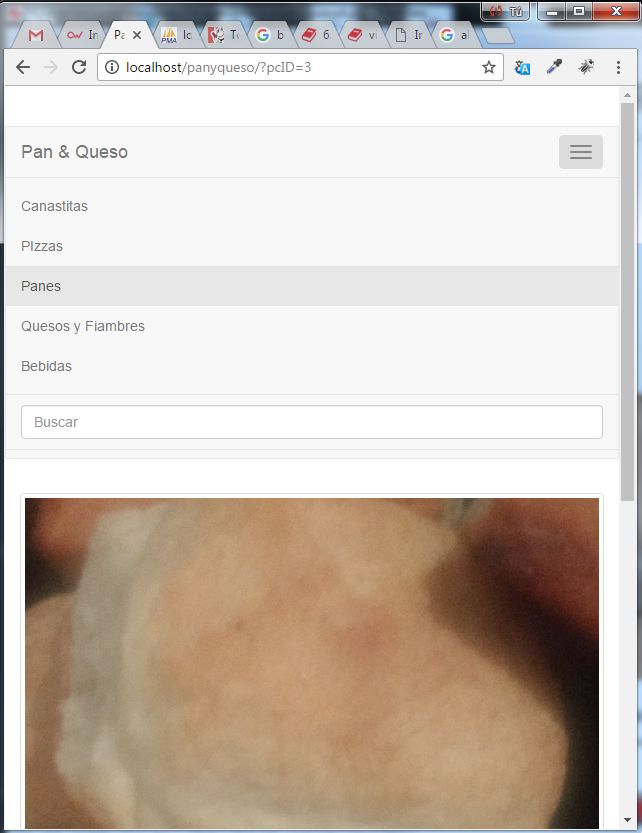 Tú
In
Pa
Ic
To
b
6
vi
In
al
localhost/panyqueso/?pcID=3
Pan & Queso
Canastitas
PIzzas
Panes
Quesos y Fiambres
Bebidas
Buscar